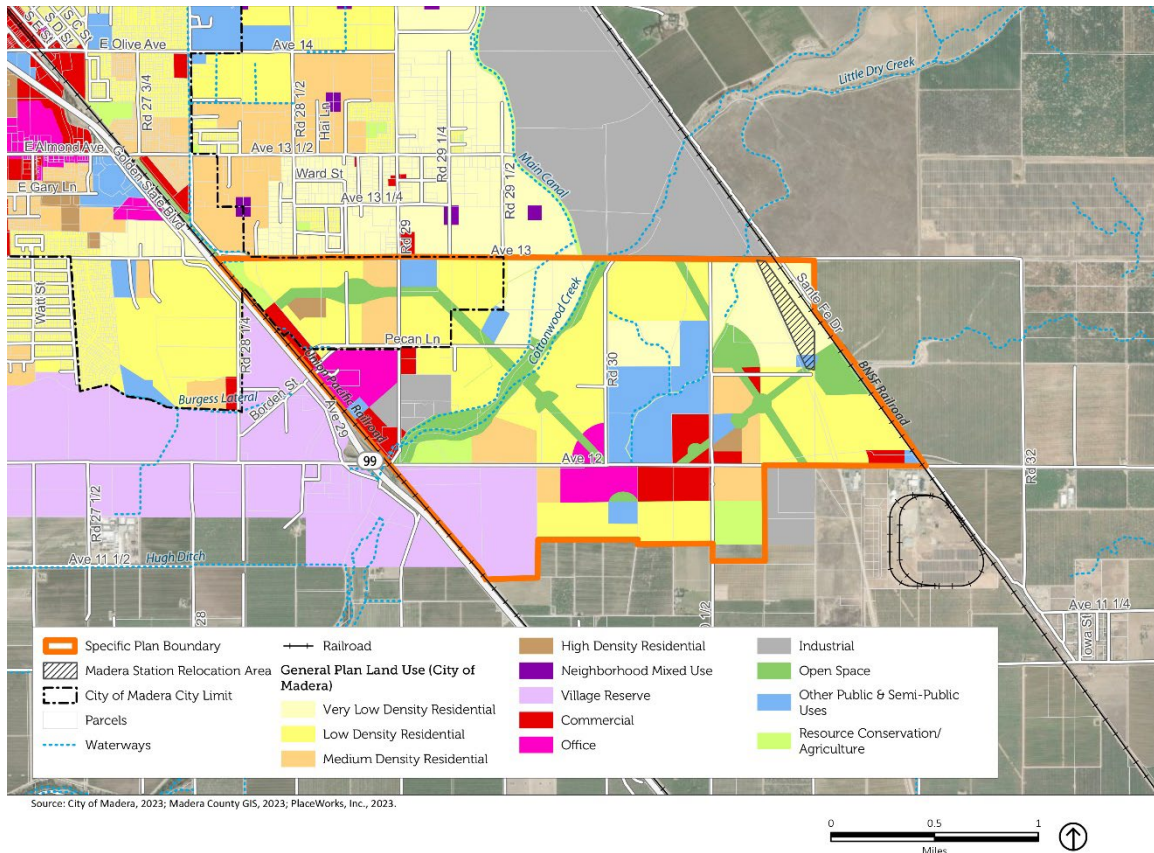 S E St
S D St
S C St
E Olive Ave
Ave 14
Little Dry Creek
Rd 27 3/4
Rd 28 1/2
Hai Ln
E Almond Ave
Ave 13 1/2
Rd 29 1/4
Golden State Blvd
Ward St
Main Canal
Rd 29 1/2
E Gary Ln
Ave 13 1/4
Rd 29
Ave 13
Watt St
Sante Fe Dr
Cottonwood Creek
Rd 28 1/4
Pecan Ln
Rd 30
Union Pacific Railroad
Burgess Lateral
Borden St
Ave 29
BNSF Railroad
99
Ave 12
Rd 32
Rd 27 1/2
Ave 11 1/2
Hugh Ditch
28
0 1/2
Ave 11 1/4
Iowa St
Specific Plan Boundary
Madera Station Relocation Area
City of Madera City Limit
Parcels
Waterways
Railroad
General Plan Land Use (City of
Madera)
Very Low Density Residential
Low Density Residential
Medium Density Residential
High Density Residential
Neighborhood Mixed Use
Village Reserve
Commercial
Office
Industrial
Open Space
Other Public & Semi-Public
Uses
Resource Conservation/
Agriculture
Source: City of Madera, 2023; Madera County GIS, 2023; PlaceWorks, Inc., 2023.
0 0.5 1
Miles